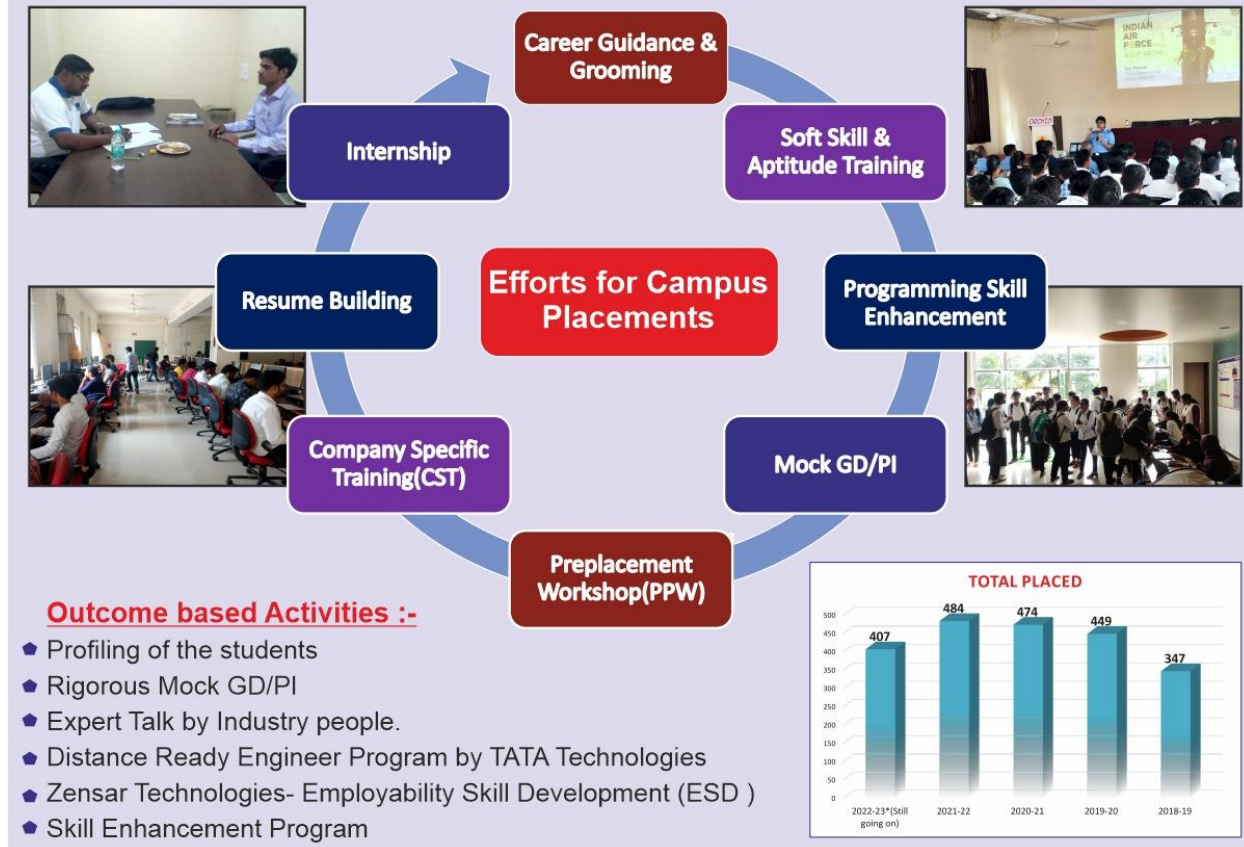 Career Guidance &
Grooming
Soft Skill &
Aptitude Training
Programming Skill
Enhancement
Mock GD/PI
Preplacement
Workshop(PPW)
Company Specific
Training(CST)
Resume Building
Internship
Efforts for Campus
Placements
INDIAN
AIR
FORCE
A CUT ABOVE
ORCHID
Outcome based Activities :-
Profiling of the students
Rigorous Mock GD/PI
Expert Talk by Industry people.
Distance Ready Engineer Program by TATA Technologies
Zensar Technologies- Employability Skill Development (ESD )
Skill Enhancement Program
TOTAL PLACED
500
450
400
350
300
250
200
150
100
50
0
407
484
474
449
347
2022-23*(Still
going on)
2021-22
2020-21
2019-20
2018-19